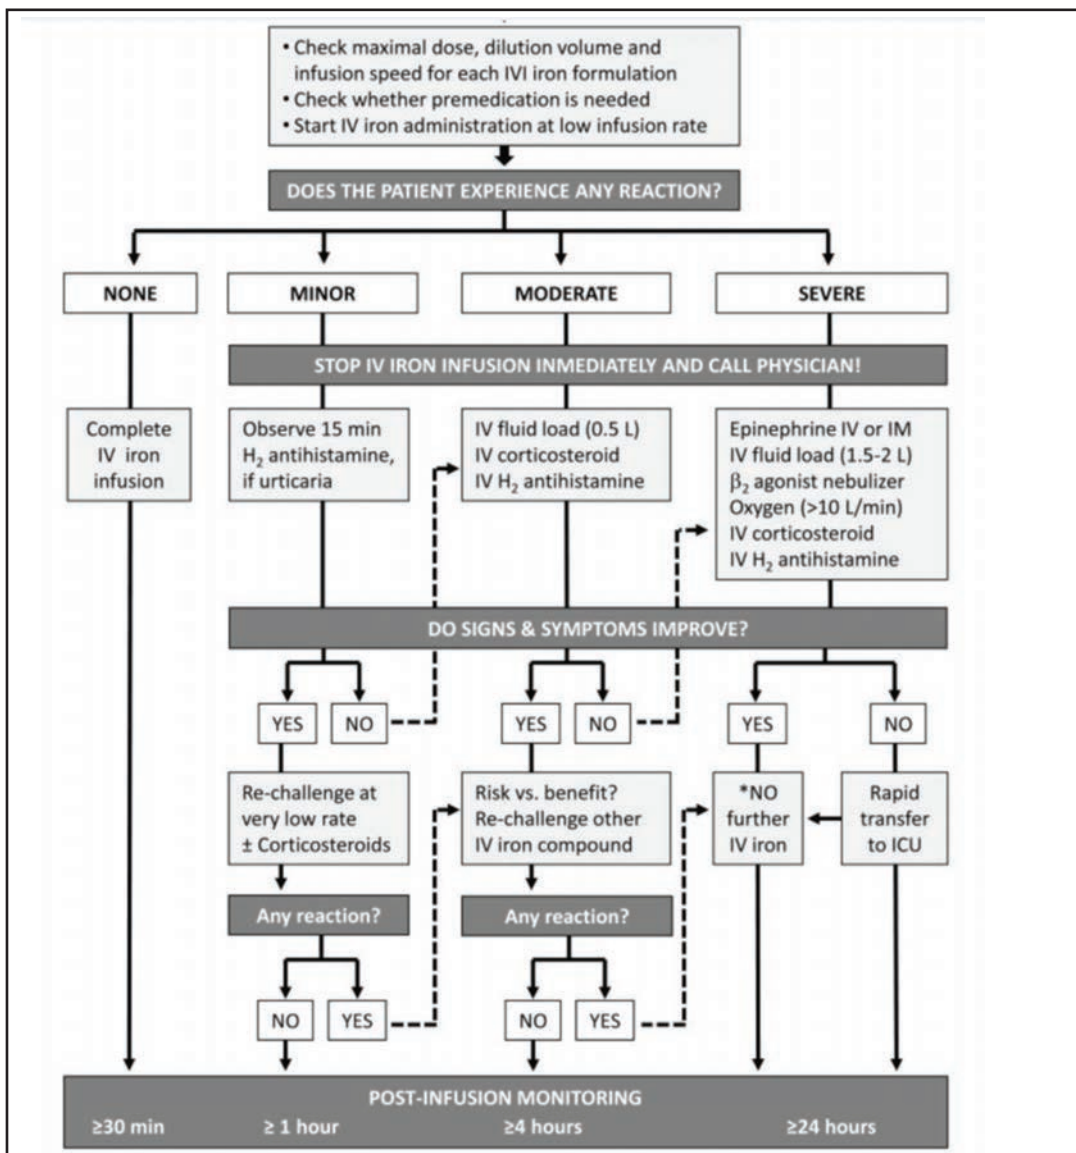 • Check maximal dose, dilution volume and
infusion speed for each IVI iron formulation
• Check whether premedication is needed
• Start IV iron administration at low infusion rate
DOES THE PATIENT EXPERIENCE ANY REACTION?
NONE
MINOR
MODERATE
SEVERE
STOP IV IRON INFUSION INMEDIATELY AND CALL PHYSICIAN!
Complete
IV iron
infusion
Observe 15 min
H₂ antihistamine,
if urticaria
IV fluid load (0.5 L)
IV corticosteroid
IV H₂ antihistamine
Epinephrine IV or IM
IV fluid load (1.5-2 L)
β₂ agonist nebulizer
Oxygen (>10 L/min)
IV corticosteroid
IV H₂ antihistamine
DO SIGNS & SYMPTOMS IMPROVE?
YES
NO
YES
NO
YES
NO
Re-challenge at
very low rate
± Corticosteroids
Risk vs. benefit?
Re-challenge other
IV iron compound
*NO
further
IV iron
Rapid
transfer
to ICU
Any reaction?
Any reaction?
NO
YES
NO
YES
POST-INFUSION MONITORING
≥30 min
≥ 1 hour
≥4 hours
≥24 hours